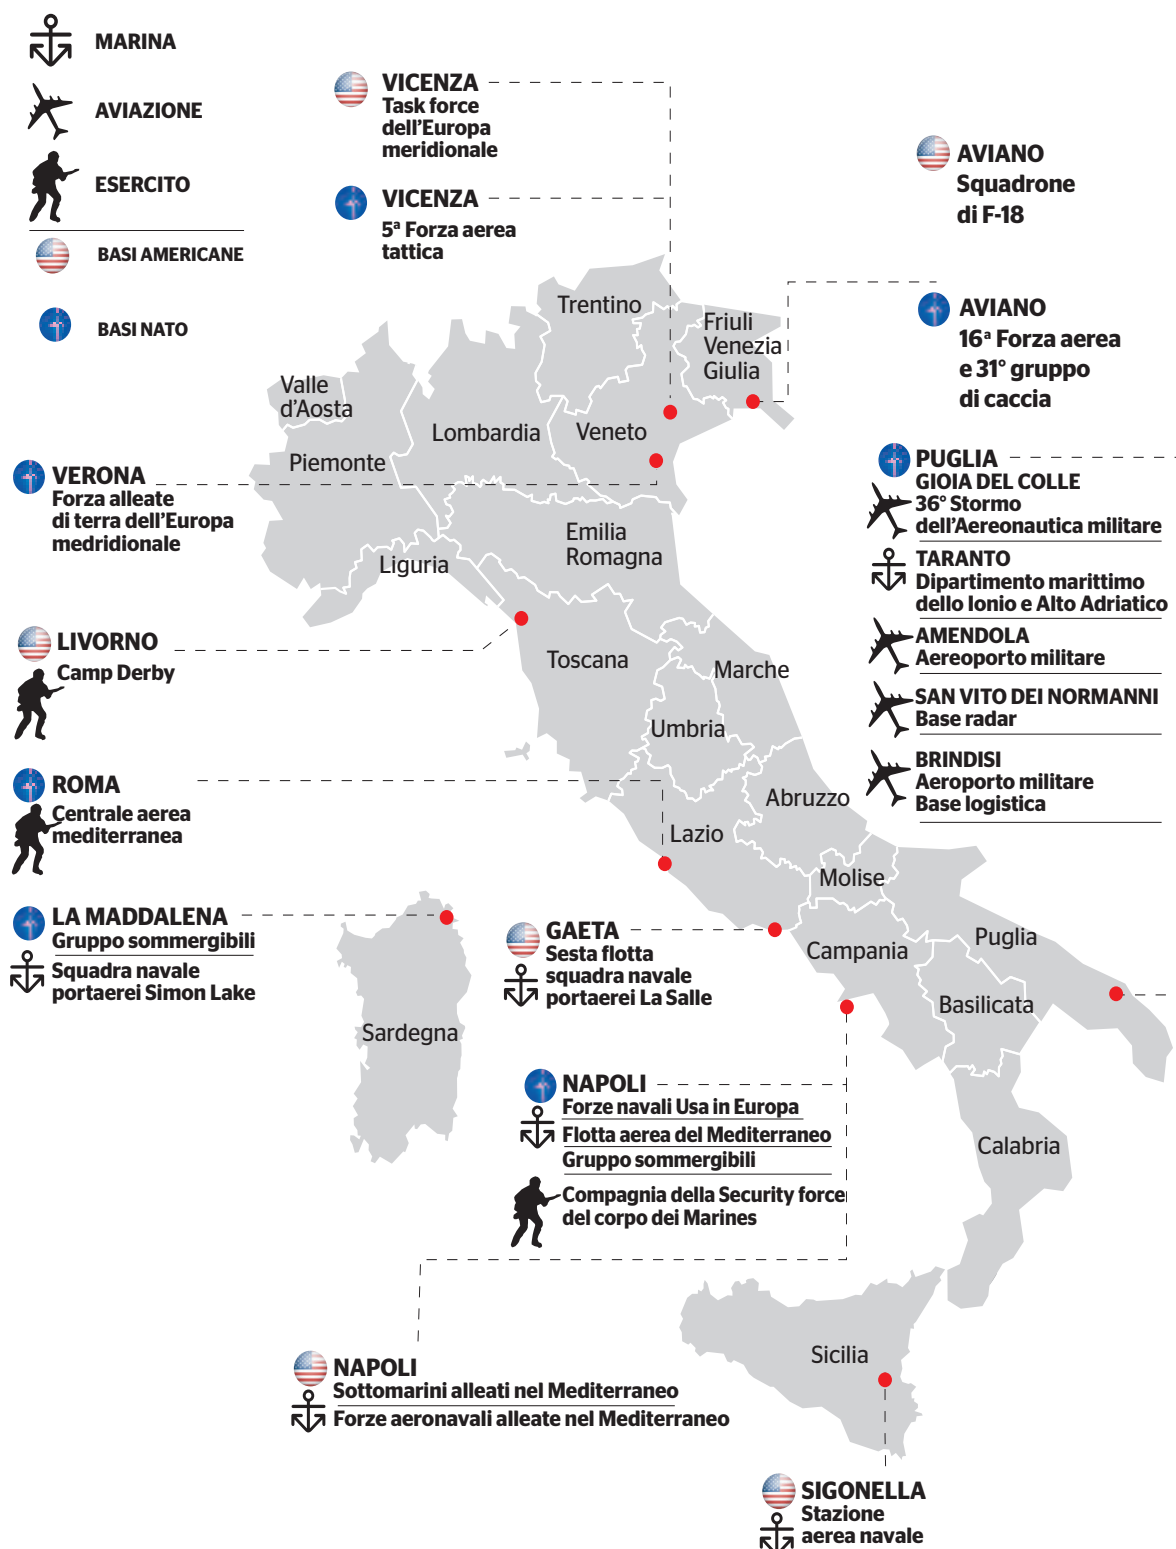 MARINA
AVIAZIONE
ESERCITO
BASI AMERICANE
BASI NATO
VICENZA
Task force
dell'Europa
meridionale
VICENZA
5ª Forza aerea
tattica
AVIANO
Squadrone
di F-18
AVIANO
16ª Forza aerea
e 31° gruppo
di caccia
PUGLIA
GIOIA DEL COLLE
36° Stormo
dell'Aereonautica militare
TARANTO
Dipartimento marittimo
dello Ionio e Alto Adriatico
AMENDOLA
Aereoporto militare
SAN VITO DEI NORMANNI
Base radar
BRINDISI
Aeroporto militare
Base logistica
VERONA
Forza alleate
di terra dell'Europa
medridionale
LIVORNO
Camp Derby
ROMA
Centrale aerea
mediterranea
LA MADDALENA
Gruppo sommergibili
Squadra navale
portaerei Simon Lake
GAETA
Sesta flotta
squadra navale
portaerei La Salle
NAPOLI
Forze navali Usa in Europa
Flotta aerea del Mediterraneo
Gruppo sommergibili
Compagnia della Security force
del corpo dei Marines
NAPOLI
Sottomarini alleati nel Mediterraneo
Forze aeronavali alleate nel Mediterraneo
SIGONELLA
Stazione
aerea navale
Trentino
Friuli
Venezia
Giulia
Valle
d'Aosta
Lombardia
Veneto
Piemonte
Emilia
Romagna
Liguria
Toscana
Marche
Umbria
Abruzzo
Lazio
Molise
Campania
Puglia
Basilicata
Sardegna
Calabria
Sicilia